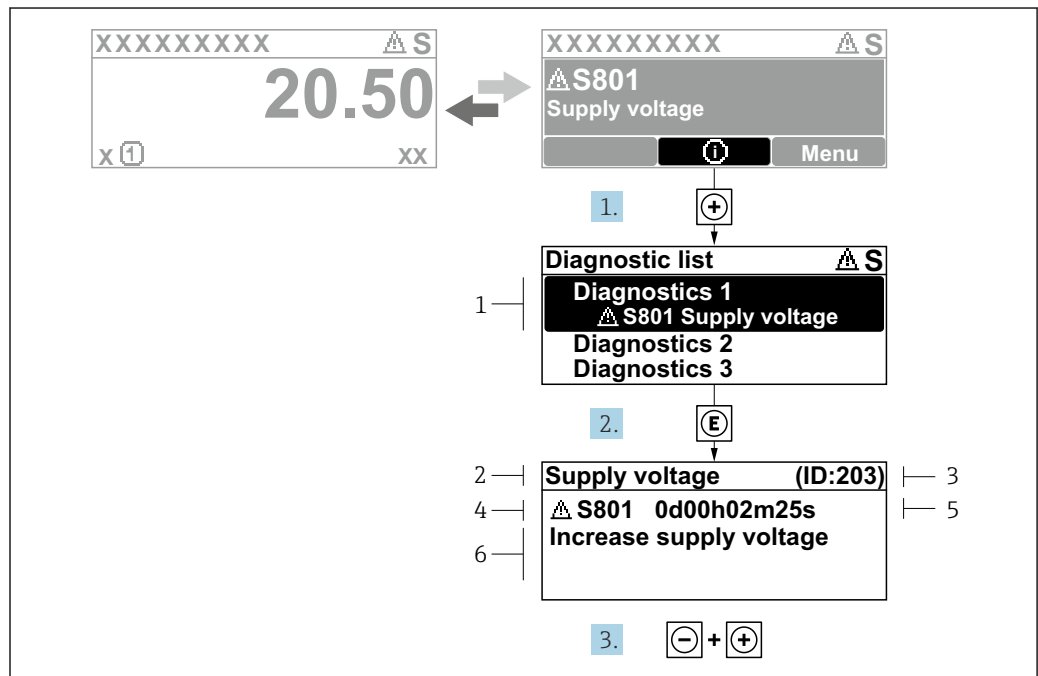 XXXXXXXXX ⚠ S
20.50
x ① xx
XXXXXXXXX ⚠ S
⚠ S801
Supply voltage
ⓘ Menu
1. ⊕
Diagnostic list ⚠ S
1 Diagnostics 1
⚠ S801 Supply voltage
Diagnostics 2
Diagnostics 3
2. Ⓔ
2 Supply voltage (ID:203) 3
4 ⚠ S801 0d00h02m25s 5
6 Increase supply voltage
3. ⊖ + ⊕